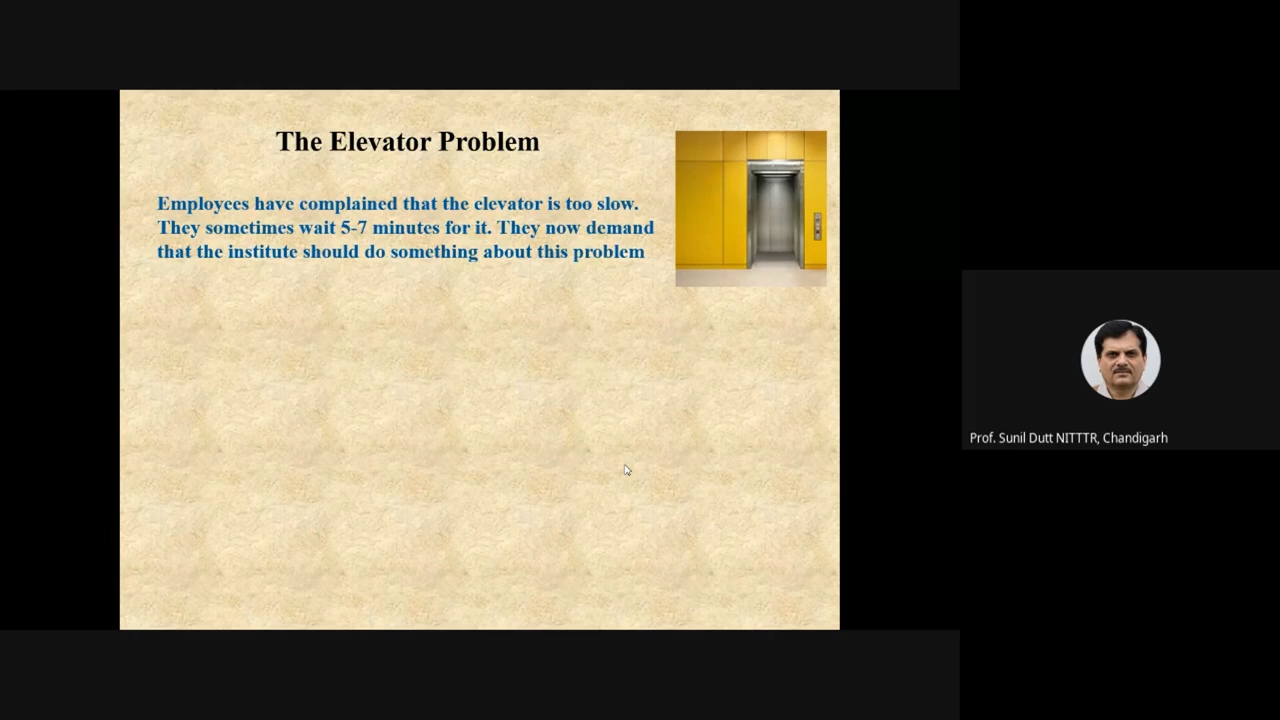 The Elevator Problem
Employees have complained that the elevator is too slow.
They sometimes wait 5-7 minutes for it. They now demand
that the institute should do something about this problem
Prof. Sunil Dutt NITTTR, Chandigarh